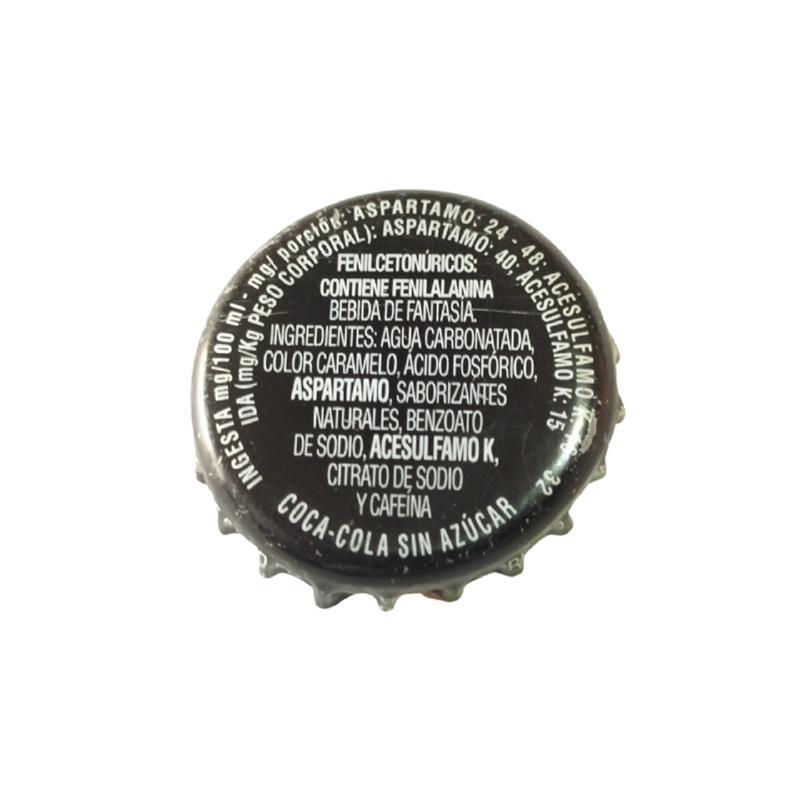 INGESTA mg/100 ml - mg/ porción: ASPARTAMO: 24 - 48; ACESULFAMO K: 32
IDA (mg/Kg PESO CORPORAL): ASPARTAMO: 40; ACESULFAMO K: 15
FENILCETONÚRICOS:
CONTIENE FENILALANINA
BEBIDA DE FANTASÍA.
INGREDIENTES: AGUA CARBONATADA,
COLOR CARAMELO, ÁCIDO FOSFÓRICO,
ASPARTAMO, SABORIZANTES
NATURALES, BENZOATO
DE SODIO, ACESULFAMO K,
CITRATO DE SODIO
Y CAFEÍNA
COCA-COLA SIN AZÚCAR